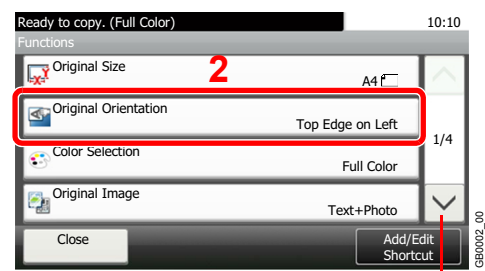 Ready to copy. (Full Color) 10:10
Functions
Original Size
2
A4
Original Orientation
Top Edge on Left
1/4
Color Selection
Full Color
Original Image
Text+Photo
Close
Add/Edit
Shortcut
GB0002_00